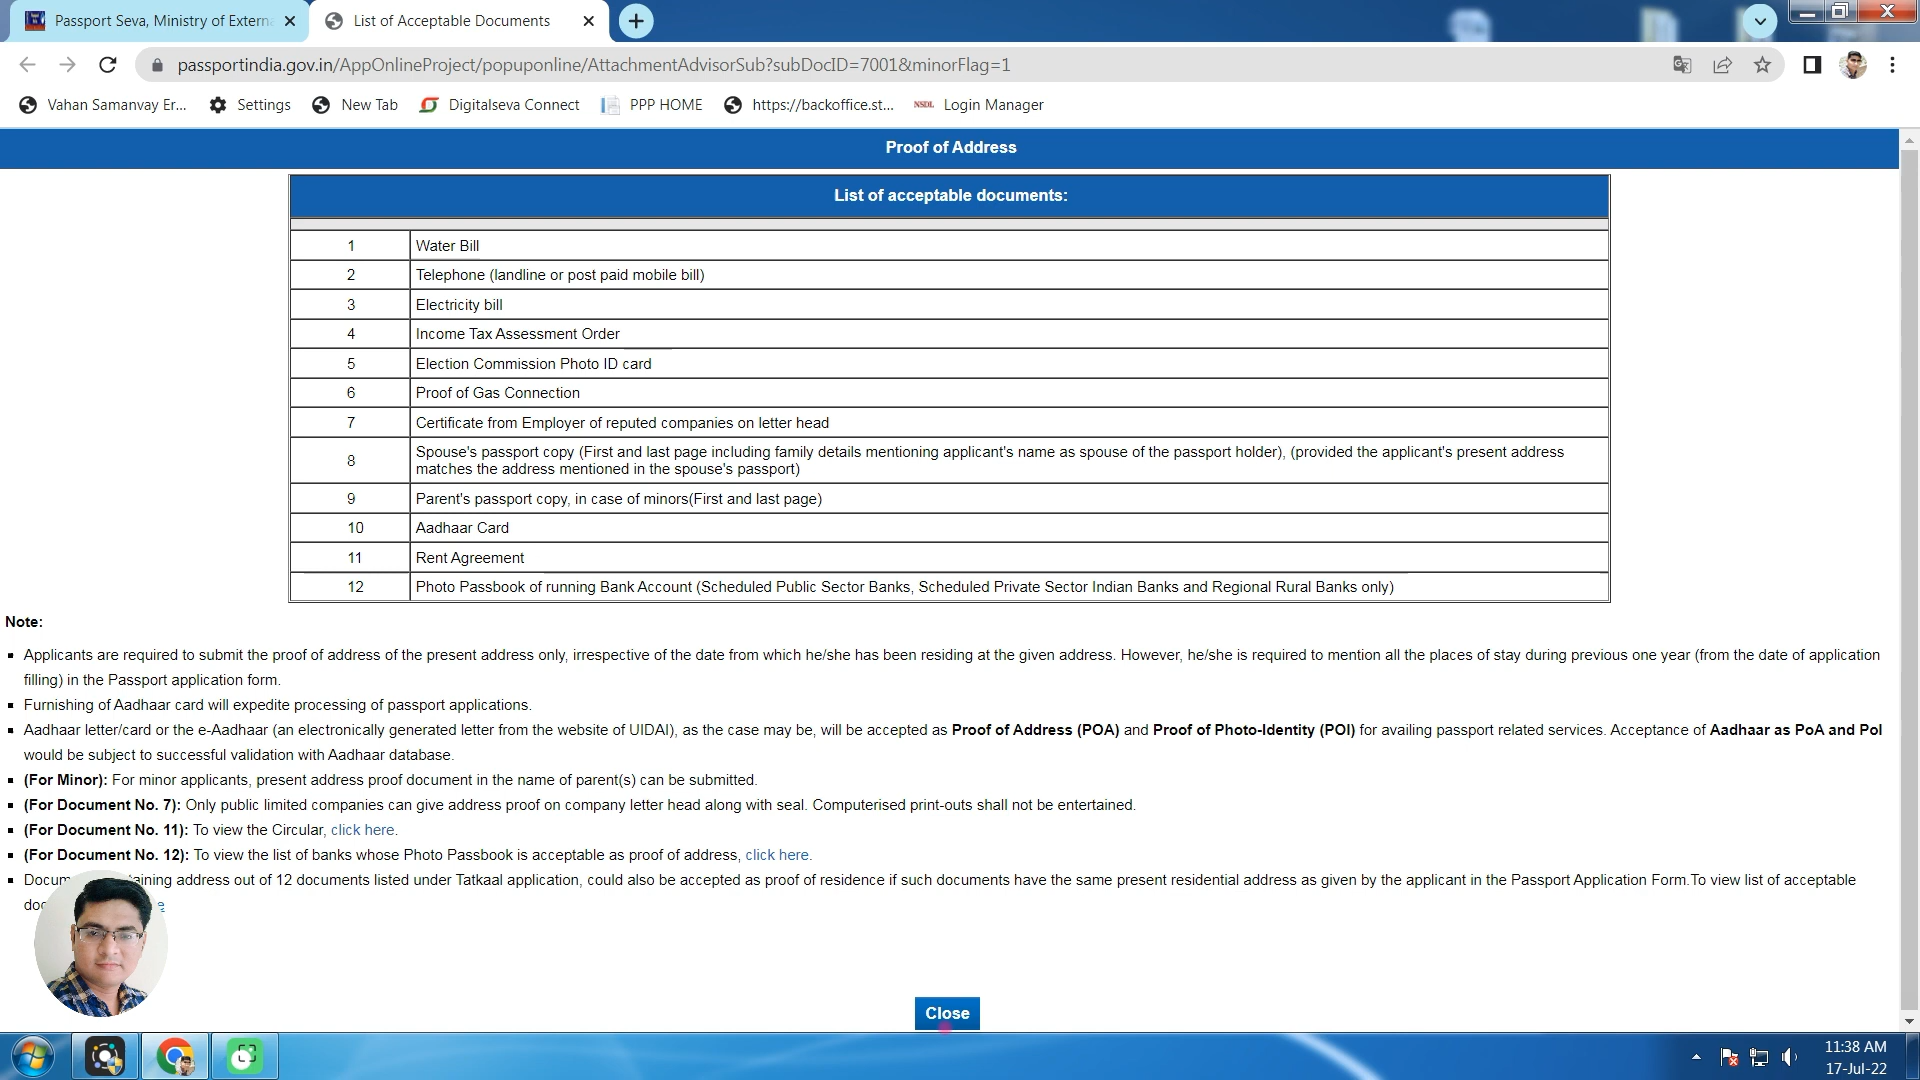 Passport Seva, Ministry of Extern
List of Acceptable Documents
passportindia.gov.in/AppOnlineProject/popuponline/AttachmentAdvisorSub?subDocID=7001&minorFlag=1
Vahan Samanvay Er... Settings New Tab Digitalseva Connect PPP HOME https://backoffice.st... NSDL Login Manager
Proof of Address
List of acceptable documents:
1 Water Bill
2 Telephone (landline or post paid mobile bill)
3 Electricity bill
4 Income Tax Assessment Order
5 Election Commission Photo ID card
6 Proof of Gas Connection
7 Certificate from Employer of reputed companies on letter head
8 Spouse's passport copy (First and last page including family details mentioning applicant's name as spouse of the passport holder), (provided the applicant's present address
matches the address mentioned in the spouse's passport)
9 Parent's passport copy, in case of minors(First and last page)
10 Aadhaar Card
11 Rent Agreement
12 Photo Passbook of running Bank Account (Scheduled Public Sector Banks, Scheduled Private Sector Indian Banks and Regional Rural Banks only)
Note:
Applicants are required to submit the proof of address of the present address only, irrespective of the date from which he/she has been residing at the given address. However, he/she is required to mention all the places of stay during previous one year (from the date of application
filling) in the Passport application form.
Furnishing of Aadhaar card will expedite processing of passport applications.
Aadhaar letter/card or the e-Aadhaar (an electronically generated letter from the website of UIDAI), as the case may be, will be accepted as Proof of Address (POA) and Proof of Photo-Identity (POI) for availing passport related services. Acceptance of Aadhaar as PoA and PoI
would be subject to successful validation with Aadhaar database.
(For Minor): For minor applicants, present address proof document in the name of parent(s) can be submitted.
(For Document No. 7): Only public limited companies can give address proof on company letter head along with seal. Computerised print-outs shall not be entertained.
(For Document No. 11): To view the Circular, click here.
(For Document No. 12): To view the list of banks whose Photo Passbook is acceptable as proof of address, click here.
address out of 12 documents listed under Tatkaal application, could also be accepted as proof of residence if such documents have the same present residential address as given by the applicant in the Passport Application Form.To view list of acceptable
Close
11:38 AM
17-Jul-22